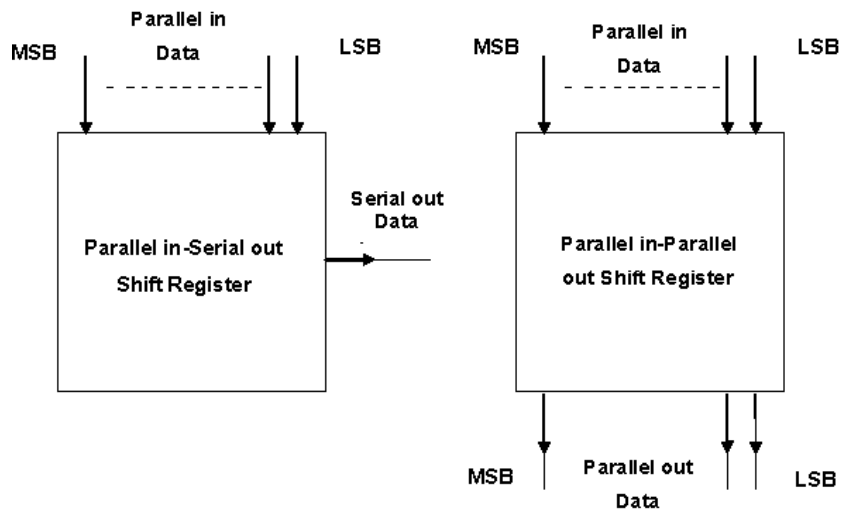 Parallel in
Data
MSB
LSB
Parallel in-Serial out
Shift Register
Serial out
Data
Parallel in
Data
MSB
LSB
Parallel in-Parallel
out Shift Register
MSB
Parallel out
Data
LSB